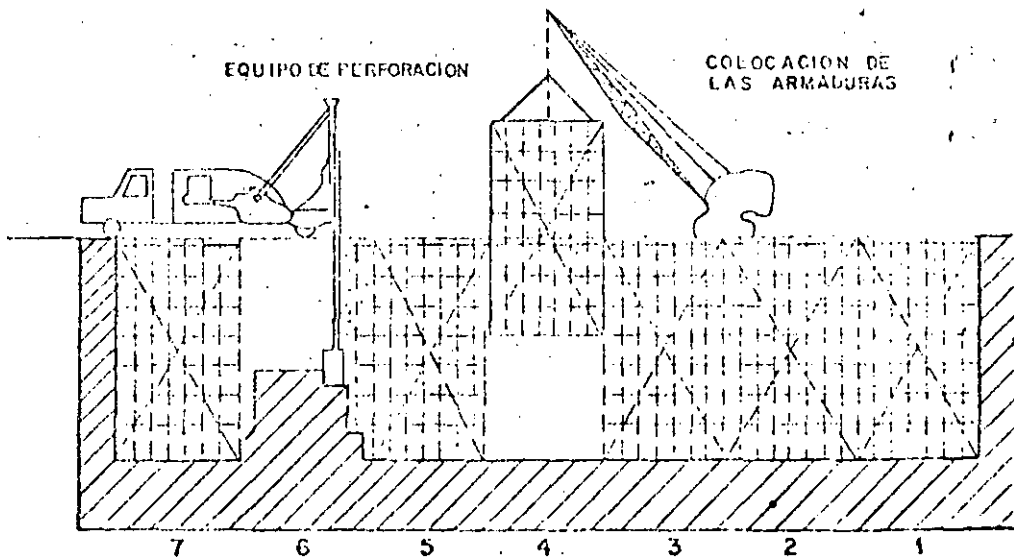 EQUIPO DE PERFORACION
COLOCACION DE
LAS ARMADURAS
7 6 5 4 3 2 1